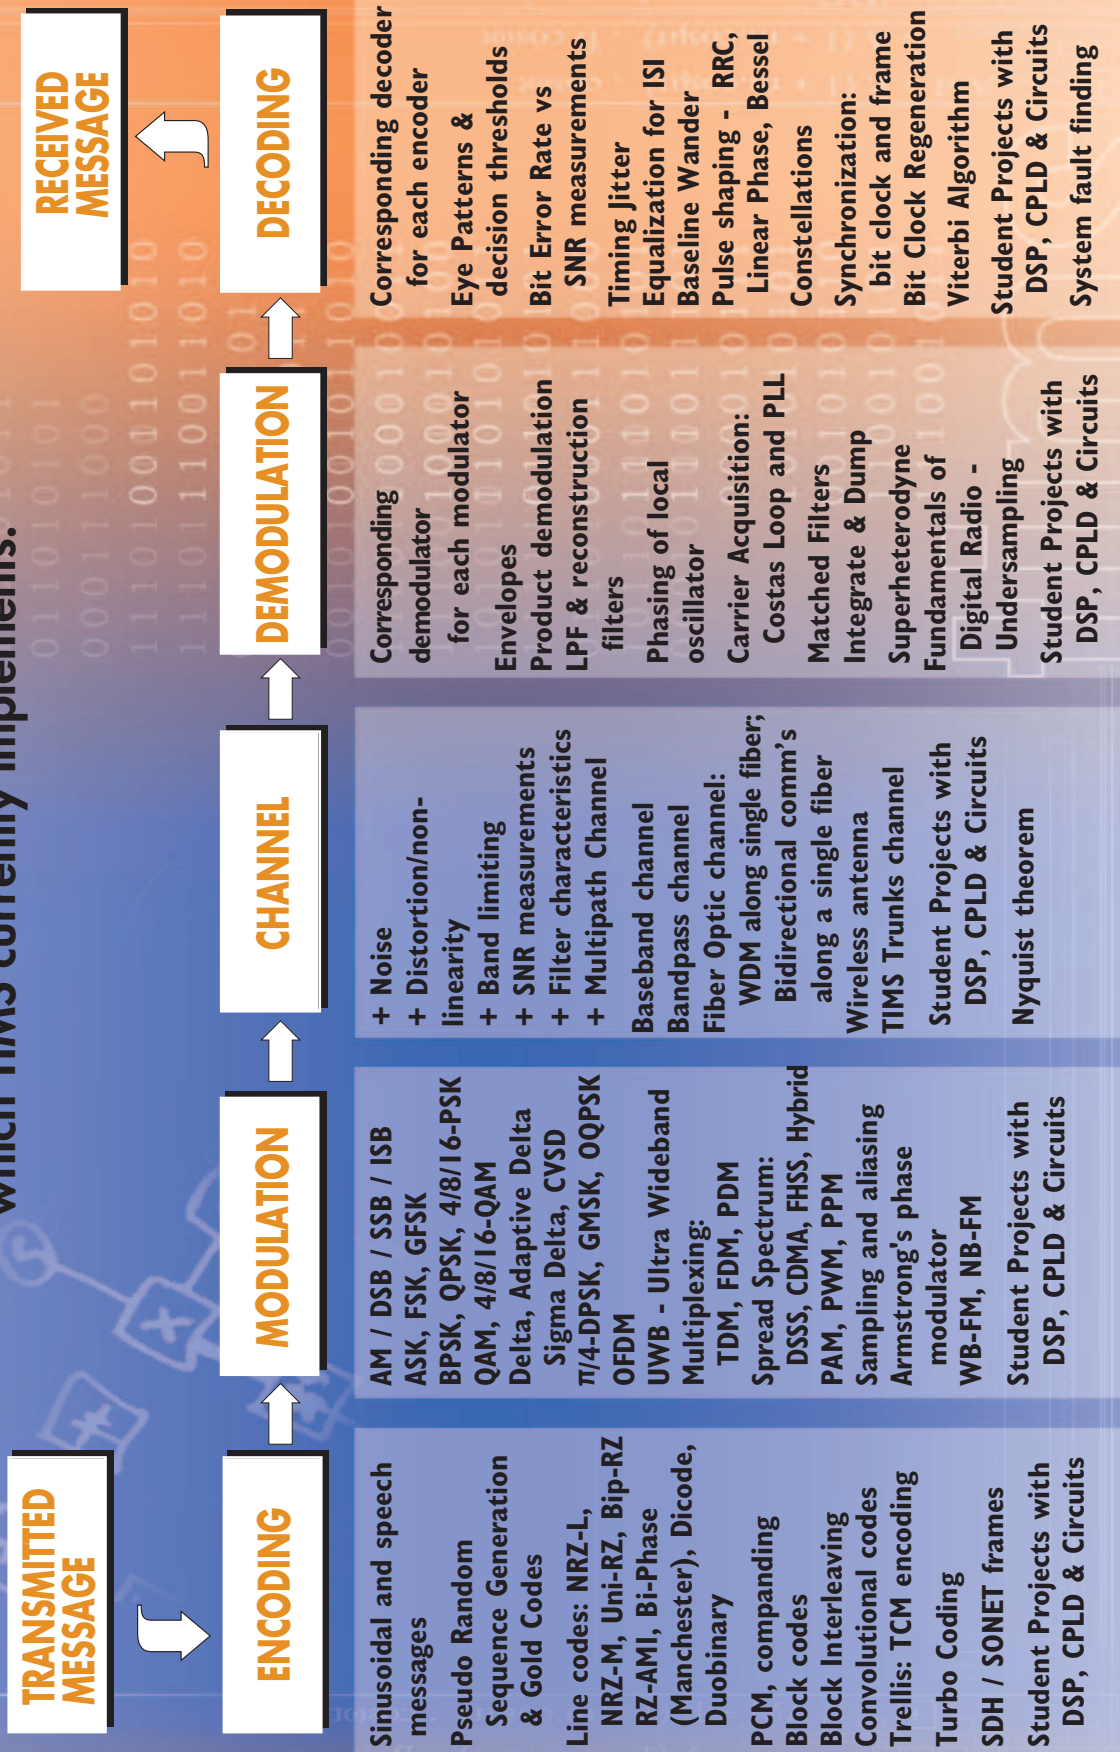 which TIMS currently implements.
TRANSMITTED
MESSAGE
RECEIVED
MESSAGE
ENCODING
MODULATION
CHANNEL
DEMODULATION
DECODING
Sinusoidal and speech
messages
Pseudo Random
Sequence Generation
& Gold Codes
Line codes: NRZ-L,
NRZ-M, Uni-RZ, Bip-RZ
RZ-AMI, Bi-Phase
(Manchester), Dicode,
Duobinary
PCM, companding
Block codes
Block Interleaving
Convolutional codes
Trellis: TCM encoding
Turbo Coding
SDH / SONET frames
Student Projects with
DSP, CPLD & Circuits
AM / DSB / SSB / ISB
ASK, FSK, GFSK
BPSK, QPSK, 4/8/16-PSK
QAM, 4/8/16-QAM
Delta, Adaptive Delta
Sigma Delta, CVSD
π/4-DPSK, GMSK, OQPSK
OFDM
UWB - Ultra Wideband
Multiplexing:
TDM, FDM, PDM
Spread Spectrum:
DSSS, CDMA, FHSS, Hybrid
PAM, PWM, PPM
Sampling and aliasing
Armstrong's phase
modulator
WB-FM, NB-FM
Student Projects with
DSP, CPLD & Circuits
+ Noise
+ Distortion/non-
linearity
+ Band limiting
+ SNR measurements
+ Filter characteristics
+ Multipath Channel
Baseband channel
Bandpass channel
Fiber Optic channel:
WDM along single fiber;
Bidirectional comm's
along a single fiber
Wireless antenna
TIMS Trunks channel
Student Projects with
DSP, CPLD & Circuits
Nyquist theorem
Corresponding
demodulator
for each modulator
Envelopes
Product demodulation
LPF & reconstruction
filters
Phasing of local
oscillator
Carrier Acquisition:
Costas Loop and PLL
Matched Filters
Integrate & Dump
Superheterodyne
Fundamentals of
Digital Radio -
Undersampling
Student Projects with
DSP, CPLD & Circuits
Corresponding decoder
for each encoder
Eye Patterns &
decision thresholds
Bit Error Rate vs
SNR measurements
Timing Jitter
Equalization for ISI
Baseline Wander
Pulse shaping - RRC,
Linear Phase, Bessel
Constellations
Synchronization:
bit clock and frame
Bit Clock Regeneration
Viterbi Algorithm
Student Projects with
DSP, CPLD & Circuits
System fault finding